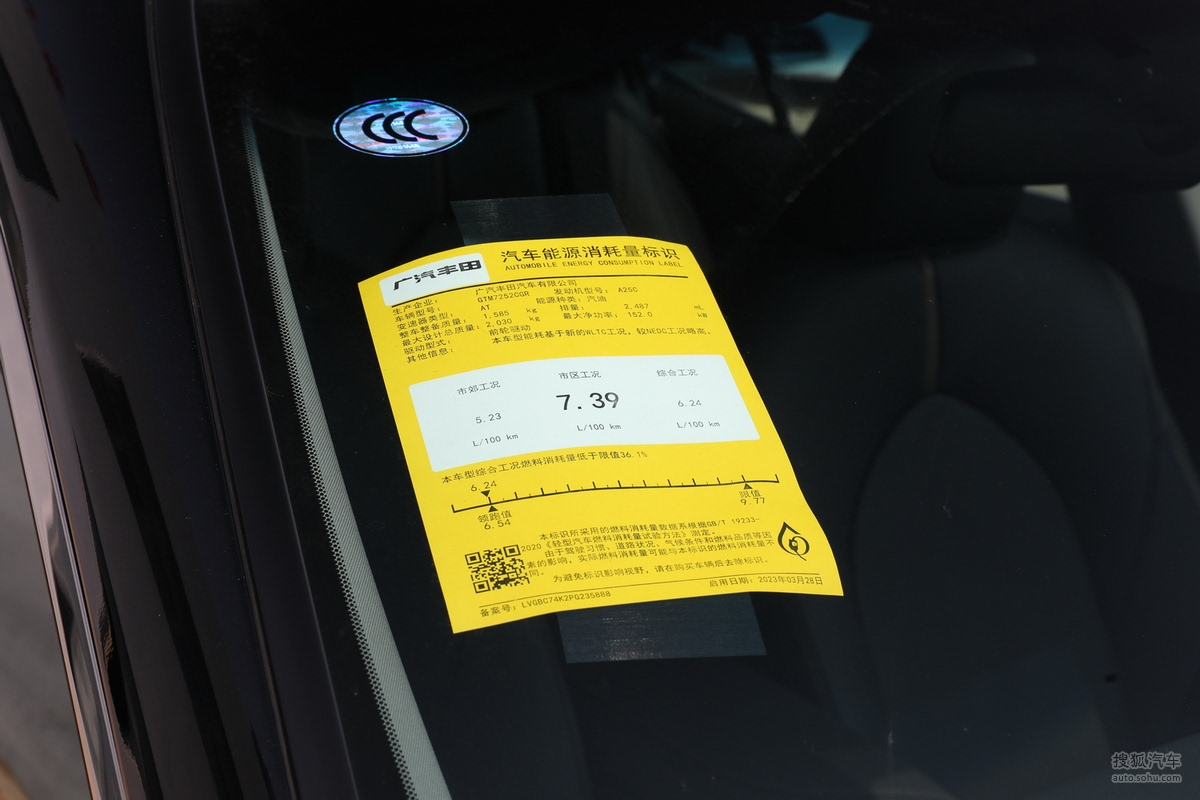 CCC
广汽丰田
汽车能源消耗量标识
AUTOMOBILE ENERGY CONSUMPTION LABEL
生产企业： 广汽丰田汽车有限公司
车辆型号： GTM7252CGR 发动机型号： A25C
变速器类型： AT 能源种类：汽油
整车整备质量： 1,585 kg 排量： 2,487 mL
最大设计总质量： 2,030 kg 最大净功率： 152.0 kW
驱动型式： 前轮驱动
其他信息： 本车型能耗基于新的WLTC工况，较NEDC工况略高。
市郊工况 市区工况 综合工况
5.23 7.39 6.24
L/100 km L/100 km L/100 km
本车型综合工况燃料消耗量低于限值36.1%
6.24
领跑值 限值
6.54 9.77
本标识所采用的燃料消耗量数据系根据GB/T 19233-
2020《轻型汽车燃料消耗量试验方法》测定。
由于驾驶习惯、道路状况、气候条件和燃料品质等因
素的影响，实际燃料消耗量可能与本标识的燃料消耗量不
同。
为避免标识影响视野，请在购买车辆后去除标识。
备案号：LVGBC74K2PG235888 启用日期：2023年03月28日
搜狐汽车
auto.sohu.com